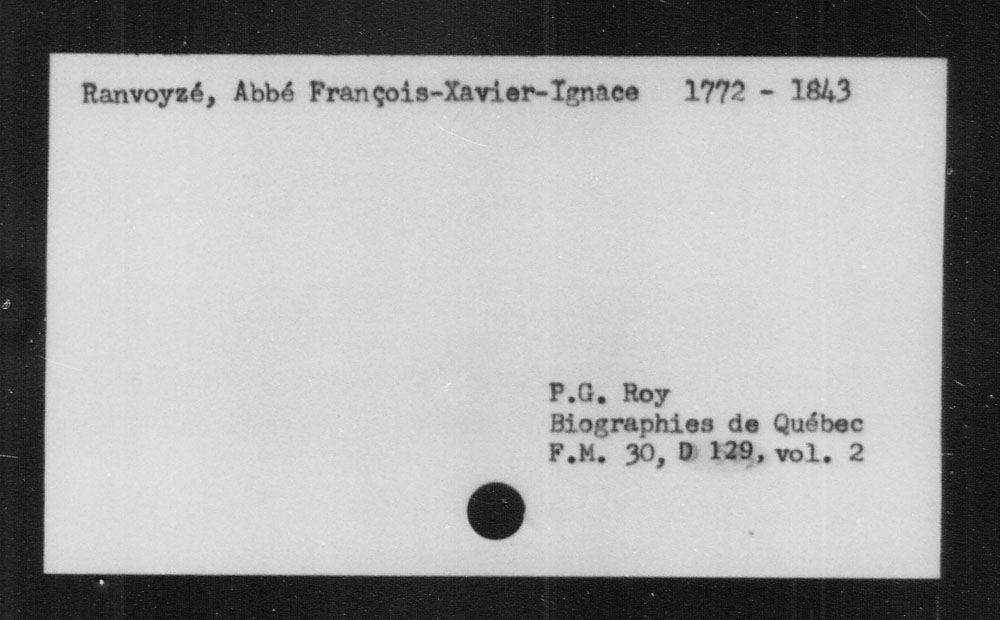 Ranvoyzé, Abbé François-Xavier-Ignace 1772 - 1843
P.G. Roy
Biographies de Québec
F.M. 30, D 129, vol. 2